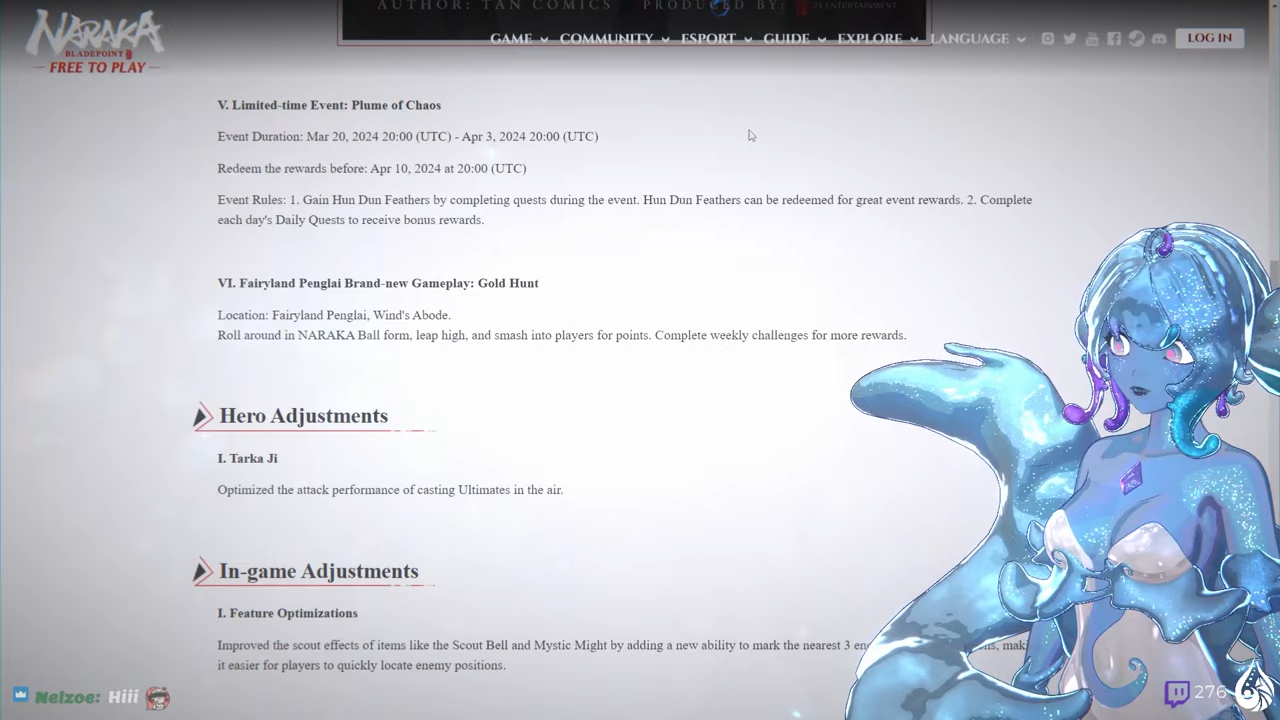 AUTHOR: TAN COMICS PRODUCED BY: 24 ENTERTAINMENT
NARAKA
BLADEPOINT
FREE TO PLAY
GAME COMMUNITY ESPORT GUIDE EXPLORE LANGUAGE LOG IN
V. Limited-time Event: Plume of Chaos
Event Duration: Mar 20, 2024 20:00 (UTC) - Apr 3, 2024 20:00 (UTC)
Redeem the rewards before: Apr 10, 2024 at 20:00 (UTC)
Event Rules: 1. Gain Hun Dun Feathers by completing quests during the event. Hun Dun Feathers can be redeemed for great event rewards. 2. Complete
each day's Daily Quests to receive bonus rewards.
VI. Fairyland Penglai Brand-new Gameplay: Gold Hunt
Location: Fairyland Penglai, Wind's Abode.
Roll around in NARAKA Ball form, leap high, and smash into players for points. Complete weekly challenges for more rewards.
Hero Adjustments
I. Tarka Ji
Optimized the attack performance of casting Ultimates in the air.
In-game Adjustments
I. Feature Optimizations
Improved the scout effects of items like the Scout Bell and Mystic Might by adding a new ability to mark the nearest 3
it easier for players to quickly locate enemy positions.
Nelzoe: Hiii
276